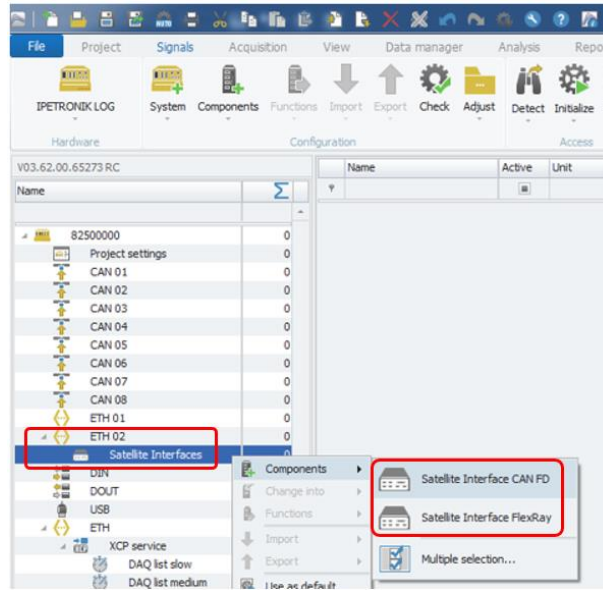 AUTO
File Project Signals Acquisition View Data manager Analysis Repo
IPETRONIK LOG System Components Functions Import Export Check Adjust Detect Initialize
Hardware Configuration Access
V03.62.00.65273 RC
Name Σ Name Active Unit
82500000 0
Project settings 0
CAN 01 0
CAN 02 0
CAN 03 0
CAN 04 0
CAN 05 0
CAN 06 0
CAN 07 0
CAN 08 0
ETH 01 0
ETH 02 0
Satellite Interfaces 0
DIN
DOUT
USB
ETH
XCP service
DAQ list slow
DAQ list medium
Components
Change into
Functions
Import
Export
Use as default
Satellite Interface CAN FD
Satellite Interface FlexRay
Multiple selection...